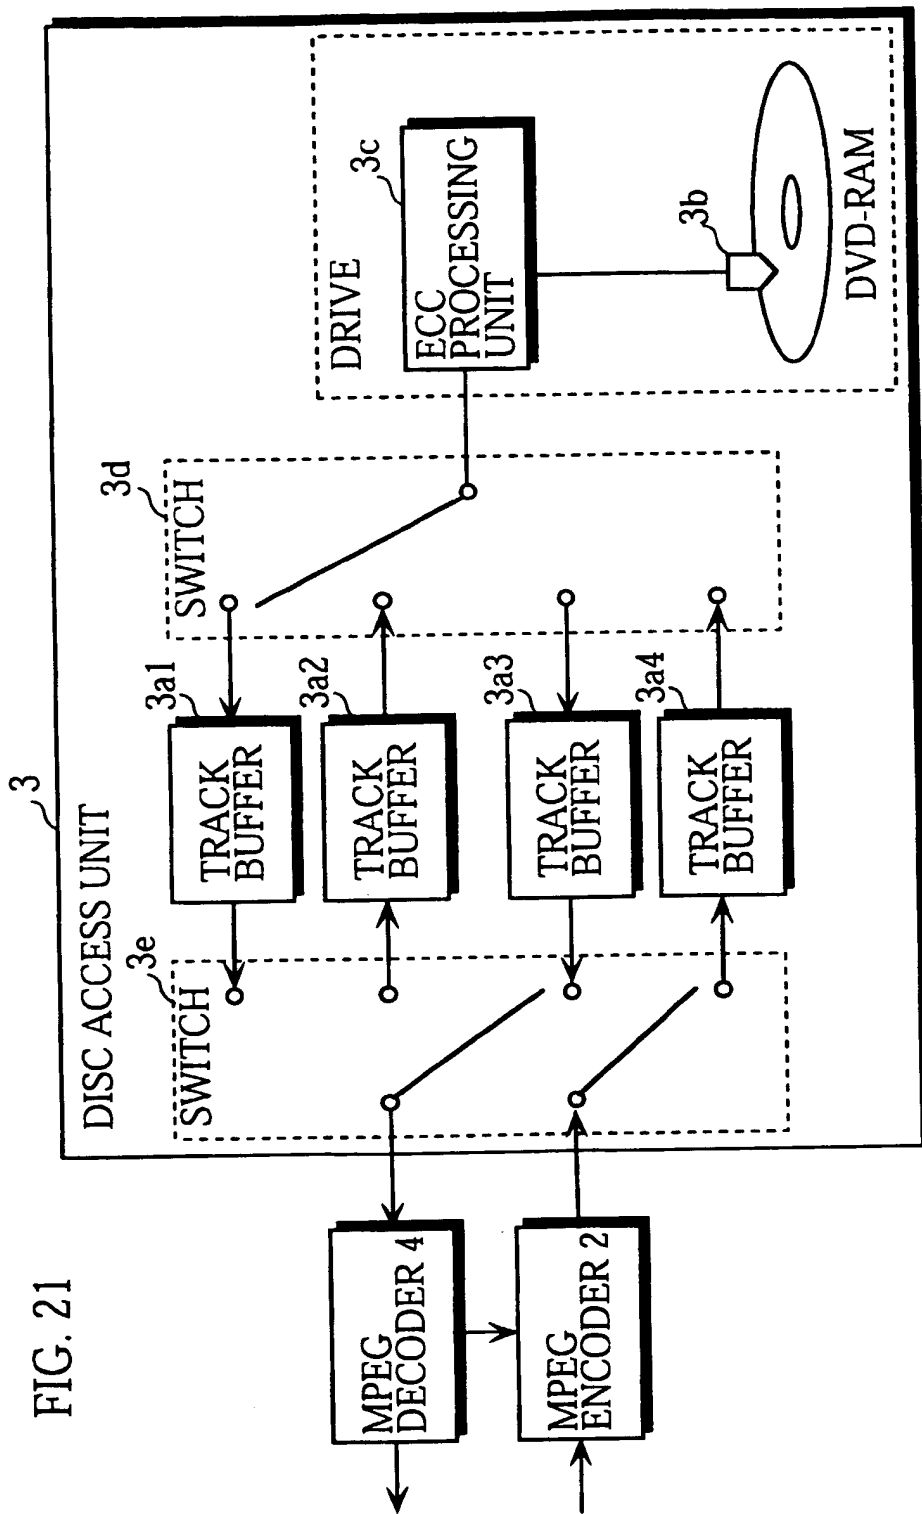 FIG. 21
3
DISC ACCESS UNIT
3e
SWITCH
3a1
TRACK
BUFFER
3a2
TRACK
BUFFER
3a3
TRACK
BUFFER
3a4
TRACK
BUFFER
3d
SWITCH
DRIVE
3c
ECC
PROCESSING
UNIT
3b
DVD-RAM
MPEG
DECODER 4
MPEG
ENCODER 2